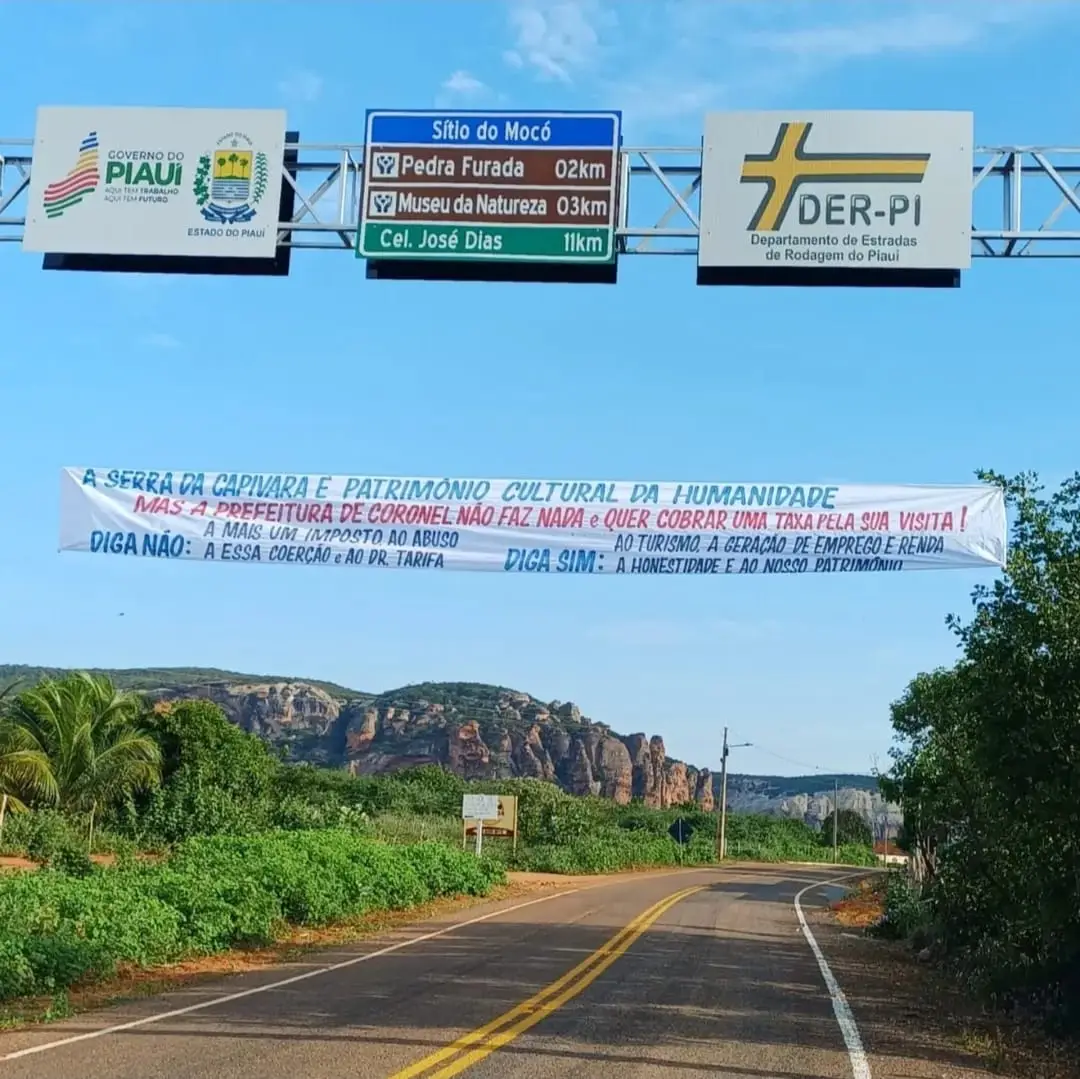 GOVERNO DO
PIAUÍ
AQUI TEM TRABALHO
AQUI TEM FUTURO
ESTADO DO PIAUÍ
Sítio do Mocó
Pedra Furada 02km
Museu da Natureza 03km
Cel. José Dias 11km
DER-PI
Departamento de Estradas
de Rodagem do Piauí
A SERRA DA CAPIVARA E PATRIMÔNIO CULTURAL DA HUMANIDADE
MAS A PREFEITURA DE CORONEL NÃO FAZ NADA e QUER COBRAR UMA TAXA PELA SUA VISITA !
DIGA NÃO: A MAIS UM IMPOSTO AO ABUSO
A ESSA COERÇÃO e AO DR. TARIFA
DIGA SIM: AO TURISMO, A GERAÇÃO DE EMPREGO E RENDA
A HONESTIDADE E AO NOSSO PATRIMÔNIO